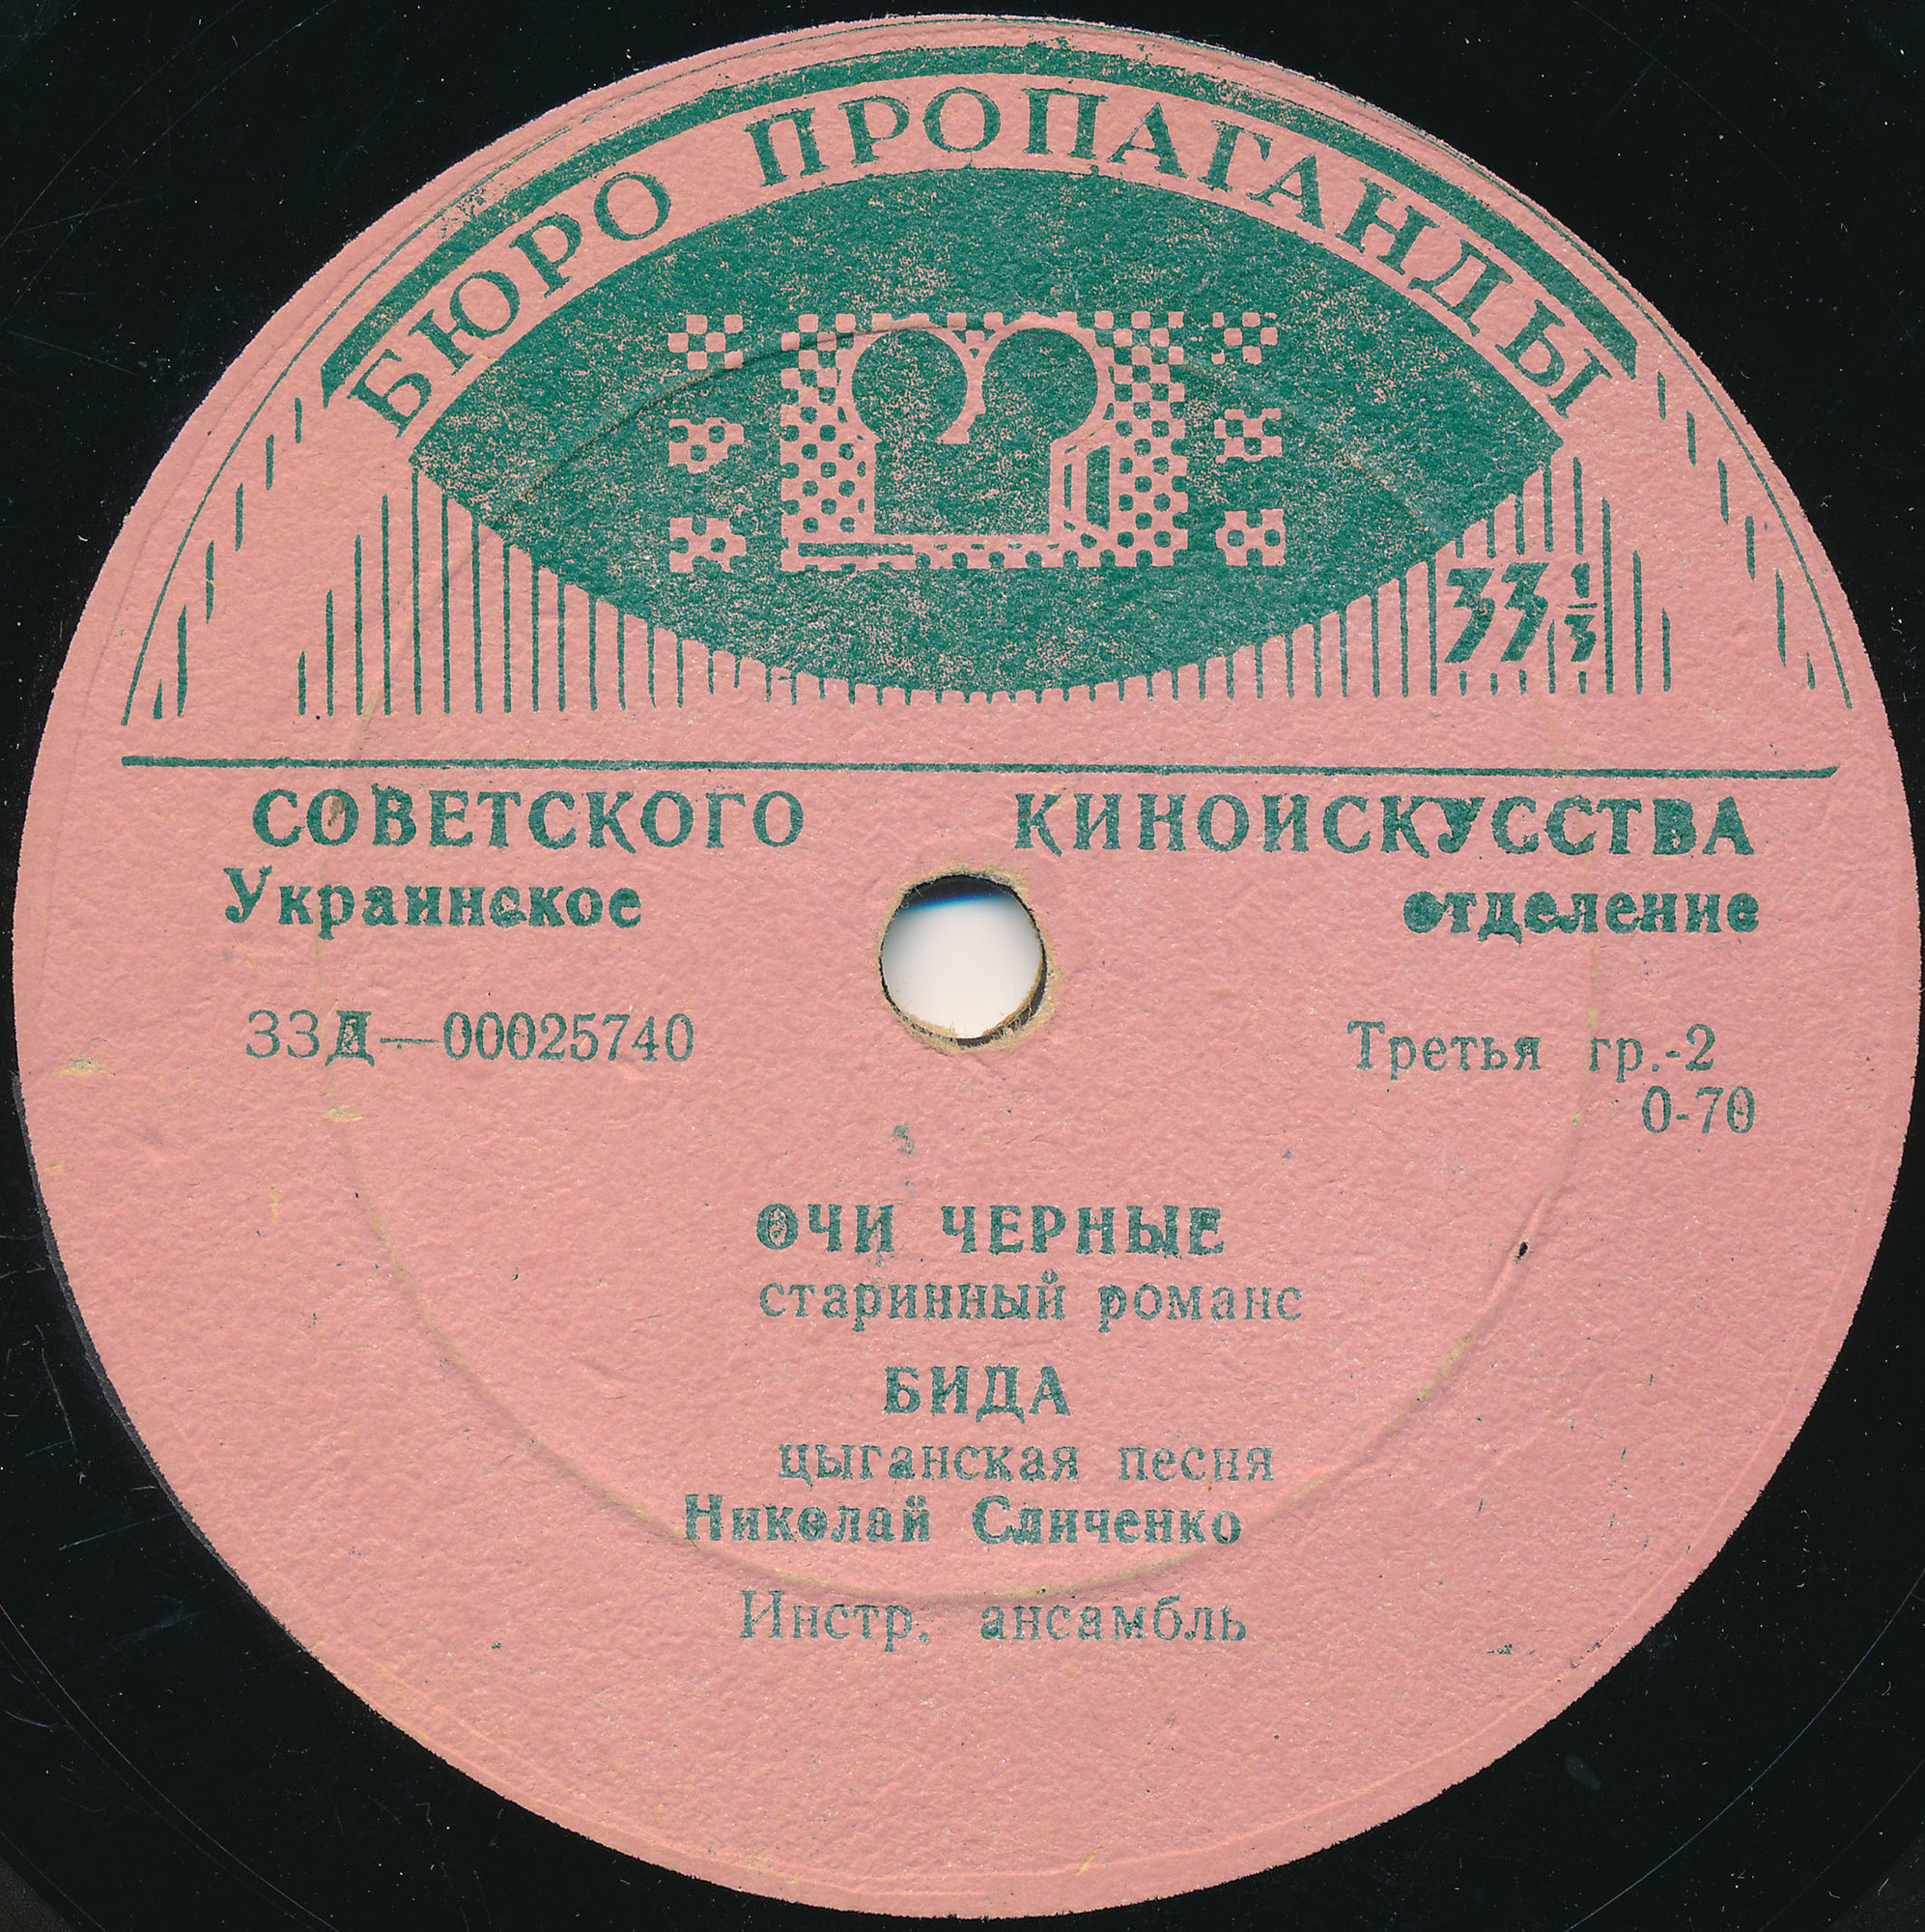 БЮРО ПРОПАГАНДЫ
33 1/3
СОВЕТСКОГО КИНОИСКУССТВА
Украинское отделение
33Д—00025740
Третья гр.-2
0-70
ОЧИ ЧЕРНЫЕ
старинный романс
БИДА
цыганская песня
Николай Сличенко
Инстр. ансамбль